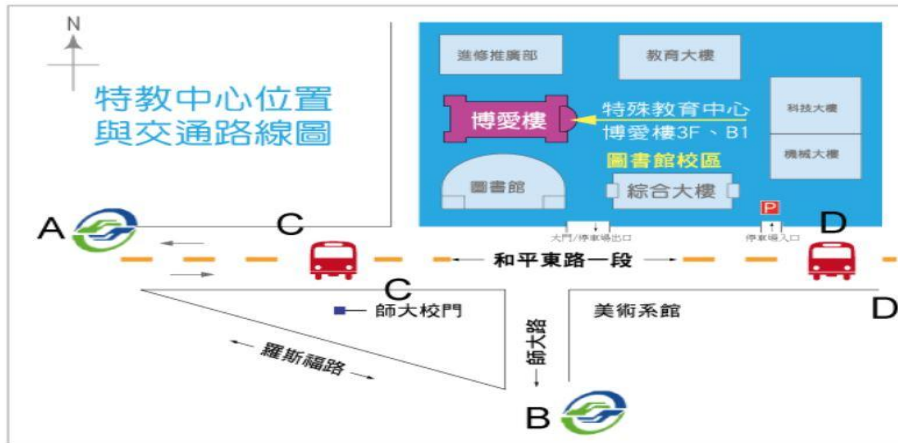 N
特教中心位置
與交通路線圖
進修推廣部
教育大樓
博愛樓
特殊教育中心
博愛樓3F、B1
科技大樓
圖書館校區
機械大樓
圖書館
綜合大樓
P
A
C
大門/停車場出口
停車場入口
D
和平東路一段
C
D
師大校門
美術系館
羅斯福路
師大路
B